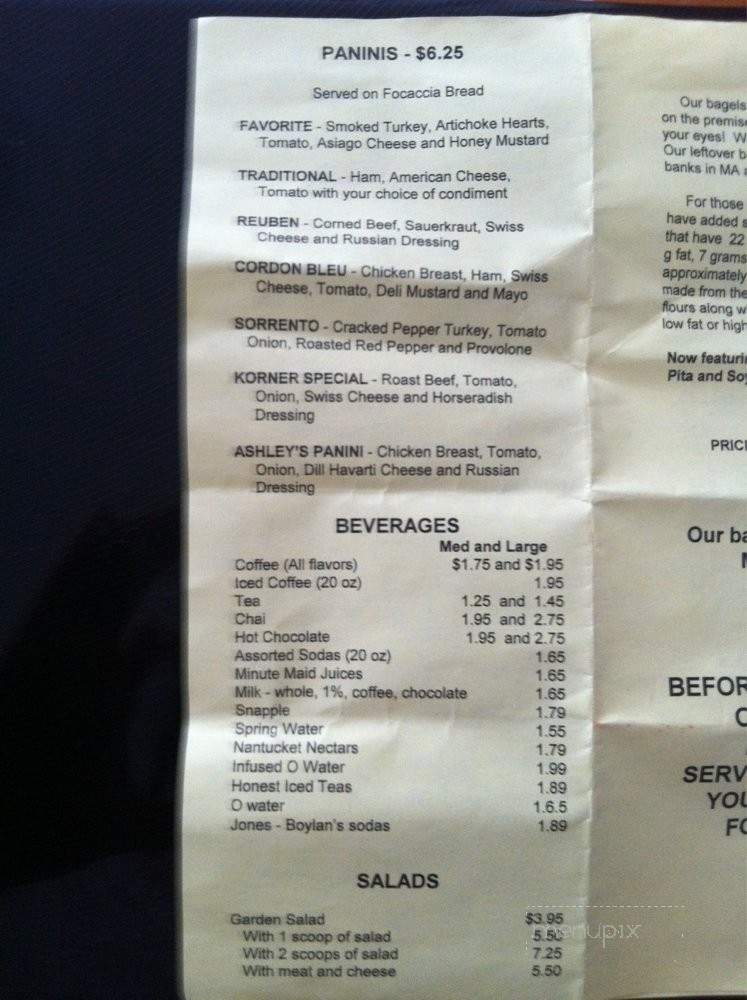 PANINIS - $6.25
Served on Focaccia Bread
FAVORITE - Smoked Turkey, Artichoke Hearts,
Tomato, Asiago Cheese and Honey Mustard
TRADITIONAL - Ham, American Cheese,
Tomato with your choice of condiment
REUBEN - Corned Beef, Sauerkraut, Swiss
Cheese and Russian Dressing
CORDON BLEU - Chicken Breast, Ham, Swiss
Cheese, Tomato, Deli Mustard and Mayo
SORRENTO - Cracked Pepper Turkey, Tomato
Onion, Roasted Red Pepper and Provolone
KORNER SPECIAL - Roast Beef, Tomato,
Onion, Swiss Cheese and Horseradish
Dressing
ASHLEY'S PANINI - Chicken Breast, Tomato,
Onion, Dill Havarti Cheese and Russian
Dressing
BEVERAGES
Med and Large
Coffee (All flavors) $1.75 and $1.95
Iced Coffee (20 oz) 1.95
Tea 1.25 and 1.45
Chai 1.95 and 2.75
Hot Chocolate 1.95 and 2.75
Assorted Sodas (20 oz) 1.65
Minute Maid Juices 1.65
Milk - whole, 1%, coffee, chocolate 1.65
Snapple 1.79
Spring Water 1.55
Nantucket Nectars 1.79
Infused O Water 1.99
Honest Iced Teas 1.89
O water 1.6.5
Jones - Boylan's sodas 1.89
SALADS
Garden Salad $3.95
With 1 scoop of salad 5.50
With 2 scoops of salad 7.25
With meat and cheese 5.50
menupix
Our bagels
on the premis
your eyes! W
Our leftover b
banks in MA
For those
have added s
that have 22
g fat, 7 grams
approximately
made from the
flours along w
low fat or high
Now featuri
Pita and Soy
PRIC
Our ba
BEFOR
SERV
YOU
FO